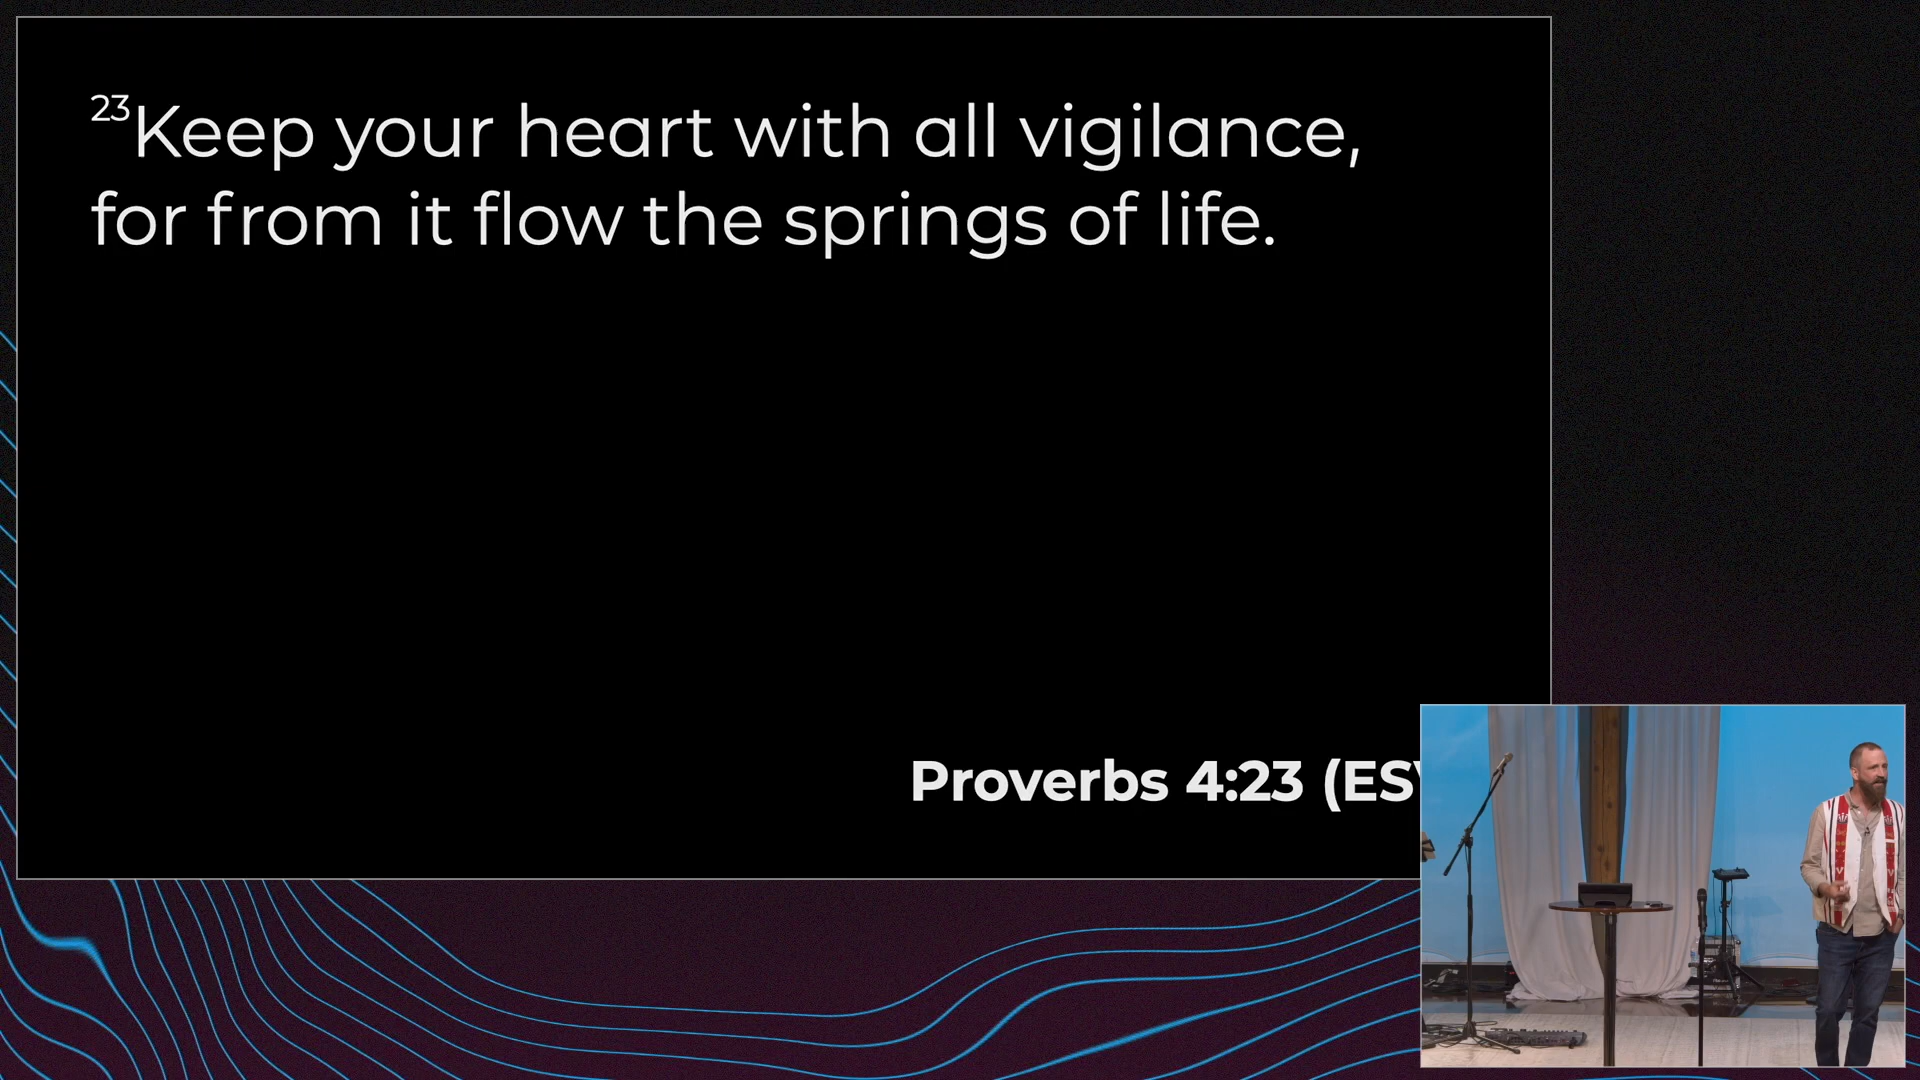 23Keep your heart with all vigilance,
for from it flow the springs of life.
Proverbs 4:23 (ES